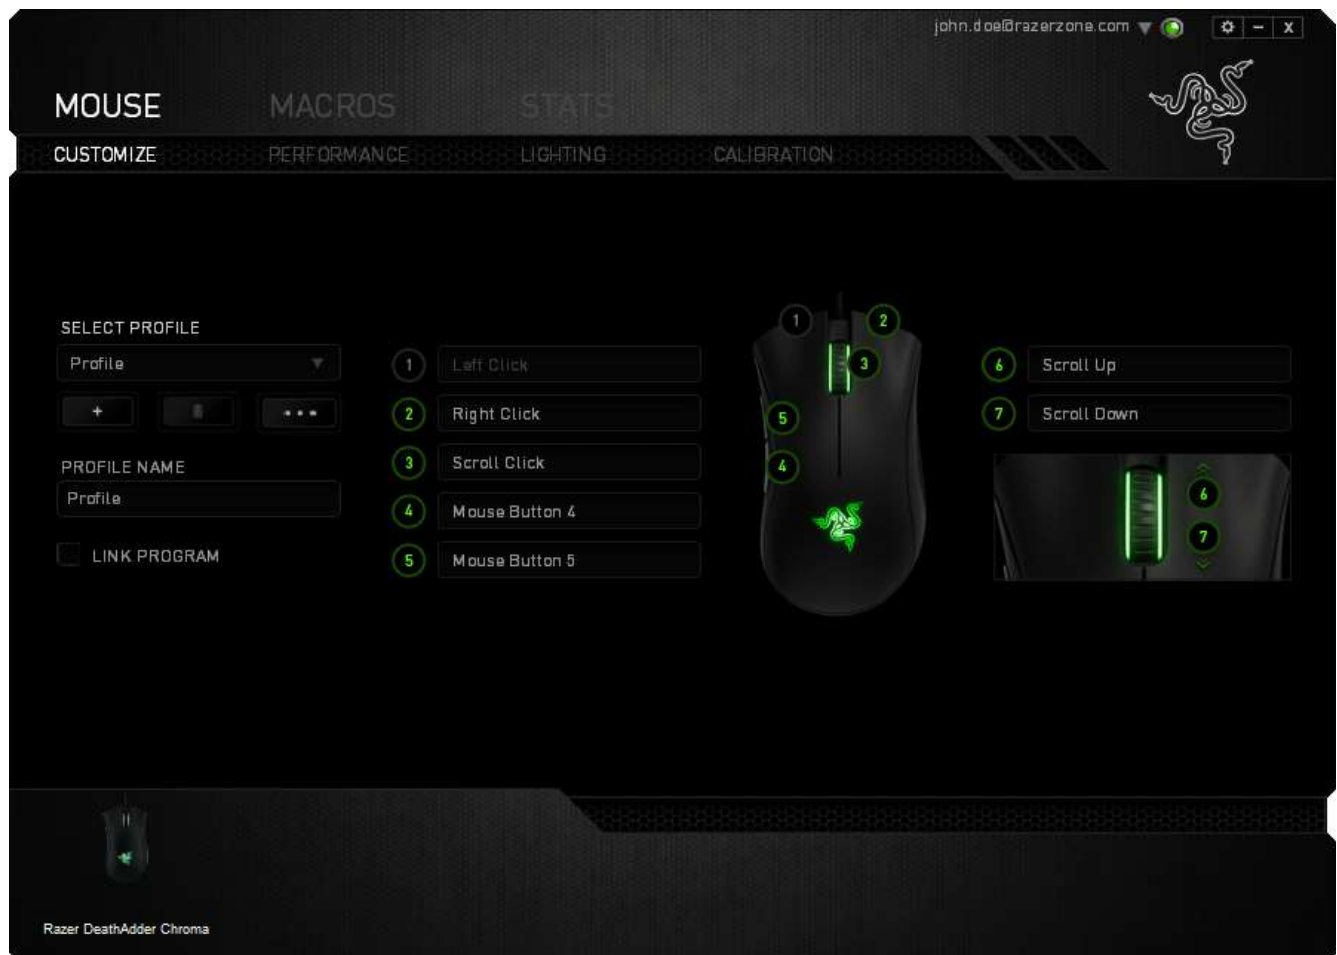 john.doe@razerzone.com
x
MOUSE MACROS STATS
CUSTOMIZE PERFORMANCE LIGHTING CALIBRATION
SELECT PROFILE
Profile
+
PROFILE NAME
Profile
LINK PROGRAM
1 Left Click
2 Right Click
3 Scroll Click
4 Mouse Button 4
5 Mouse Button 5
1 2
3
5
4
6 Scroll Up
7 Scroll Down
6
7
Razer DeathAdder Chroma